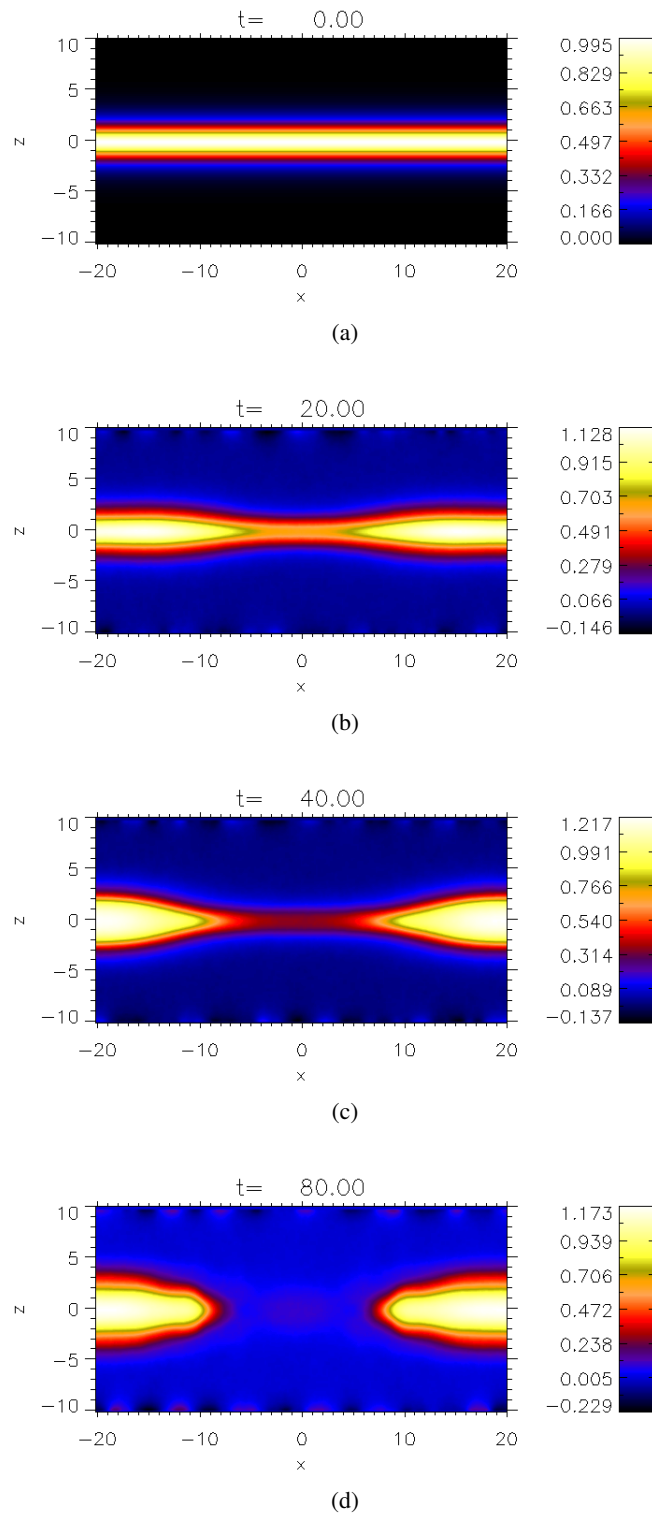 t= 0.00
10
5
0
−5
−10
z
−20 −10 0 10 20
x
0.995
0.829
0.663
0.497
0.332
0.166
0.000
(a)
t= 20.00
10
5
0
−5
−10
z
−20 −10 0 10 20
x
1.128
0.915
0.703
0.491
0.279
0.066
−0.146
(b)
t= 40.00
10
5
0
−5
−10
z
−20 −10 0 10 20
x
1.217
0.991
0.766
0.540
0.314
0.089
−0.137
(c)
t= 80.00
10
5
0
−5
−10
z
−20 −10 0 10 20
x
1.173
0.939
0.706
0.472
0.238
0.005
−0.229
(d)